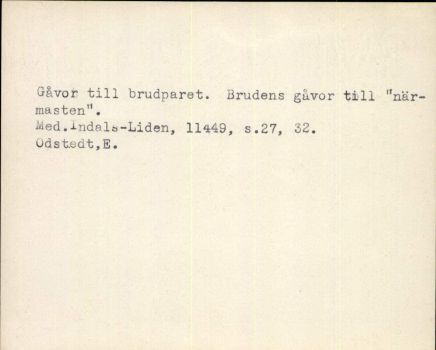 Gåvor till brudparet.  Brudens gåvor till "när-
masten".
Med.Indals-Liden, 11449, s.27, 32.
Odstedt,E.